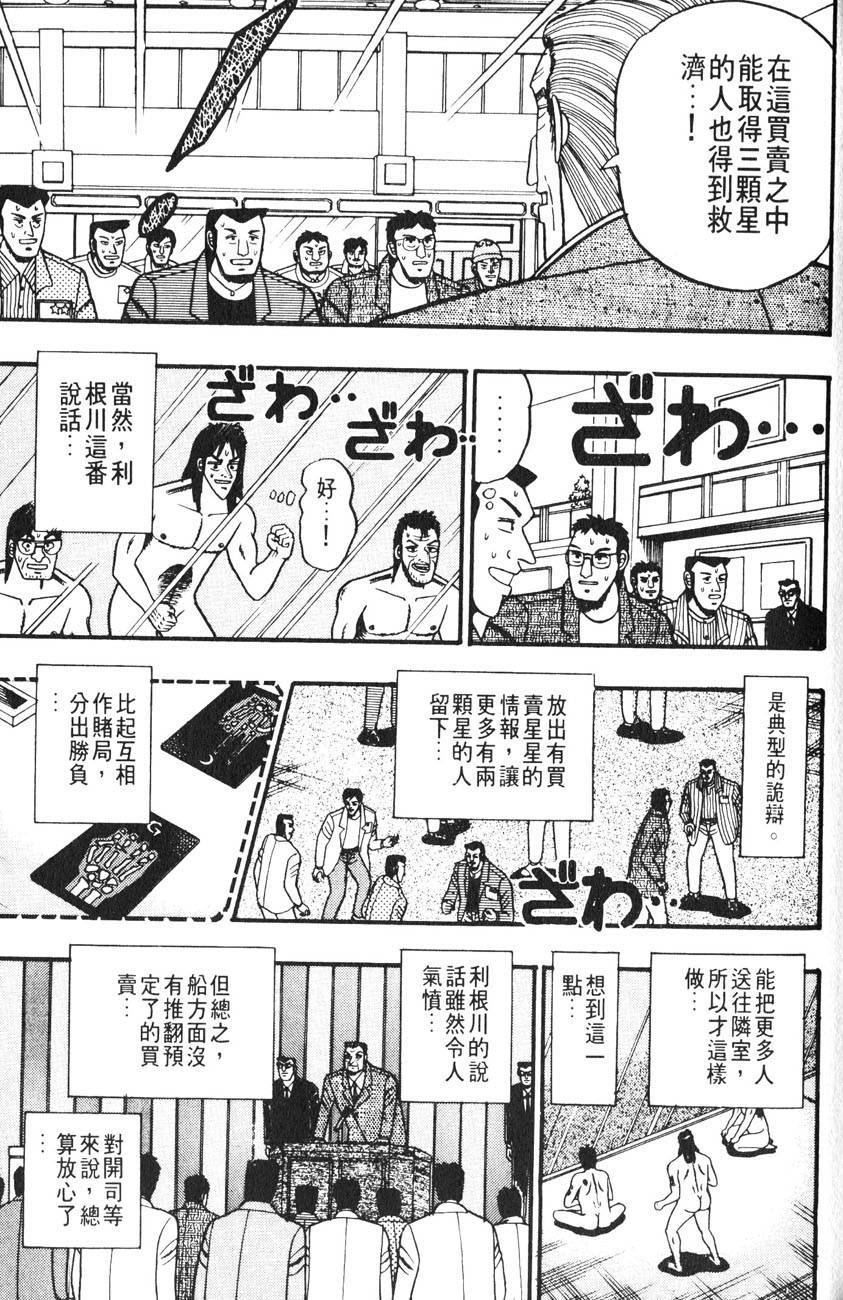 在這買賣之中
能取得三顆星
的人也得到救
濟…！
ざわ…
……
ざわ…
ざわ…
好…！
當然，利
根川這番
說話…
是典型的詭辯。
放出有買
賣星星的
情報，讓
更多有兩
顆星的人
留下…
ざわ…
比起互相
作賭局，
分出勝負
…
能把更多人
送往隣室，
所以才這樣
做…
想到這一
點…
利根川的說
話雖然令人
氣憤…
但總之，
船方面沒
有推翻預
定了的買
賣…
對開司等
來說，總
算放心了
…